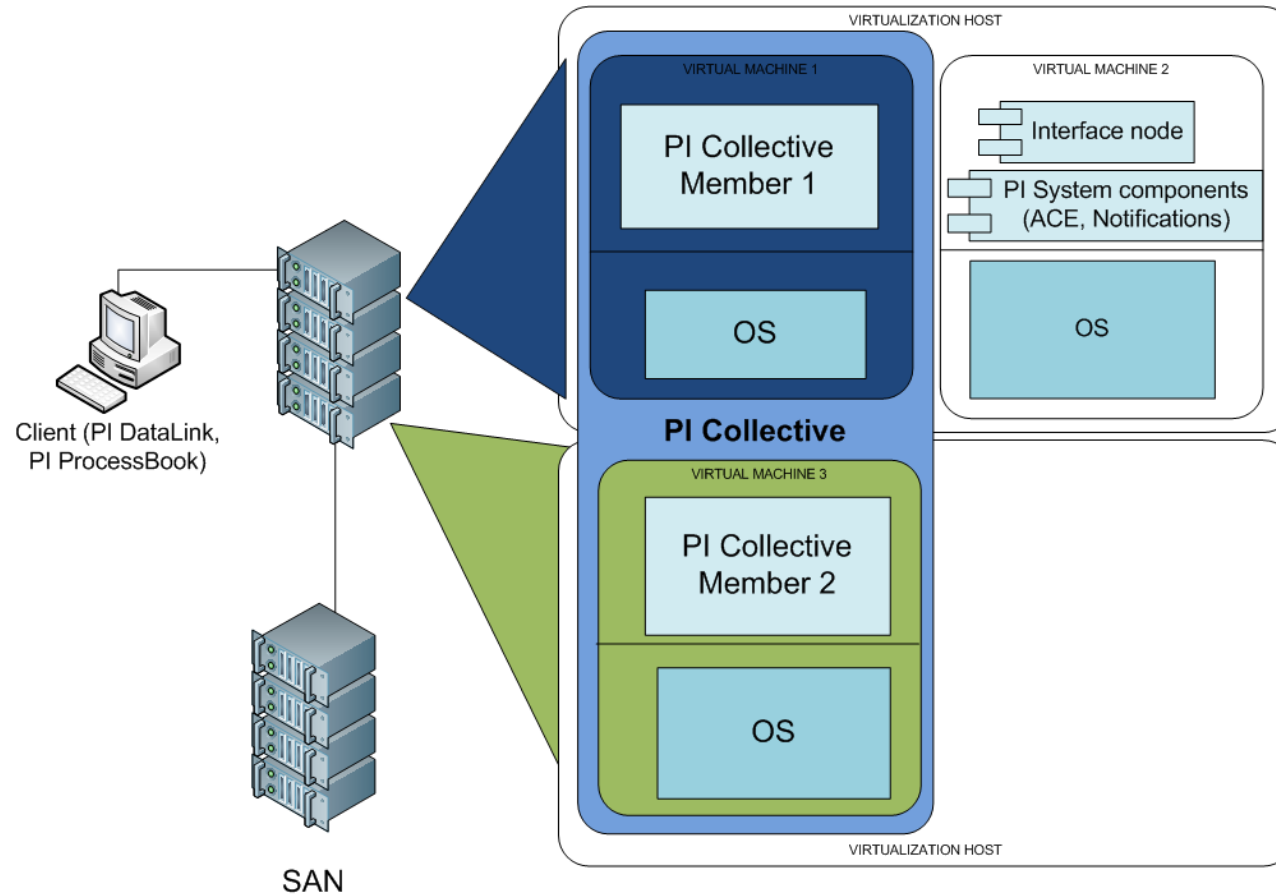 VIRTUALIZATION HOST
VIRTUAL MACHINE 1
PI Collective
Member 1
OS
VIRTUAL MACHINE 2
Interface node
PI System components
(ACE, Notifications)
OS
Client (PI DataLink,
PI ProcessBook)
PI Collective
VIRTUAL MACHINE 3
PI Collective
Member 2
OS
VIRTUALIZATION HOST
SAN